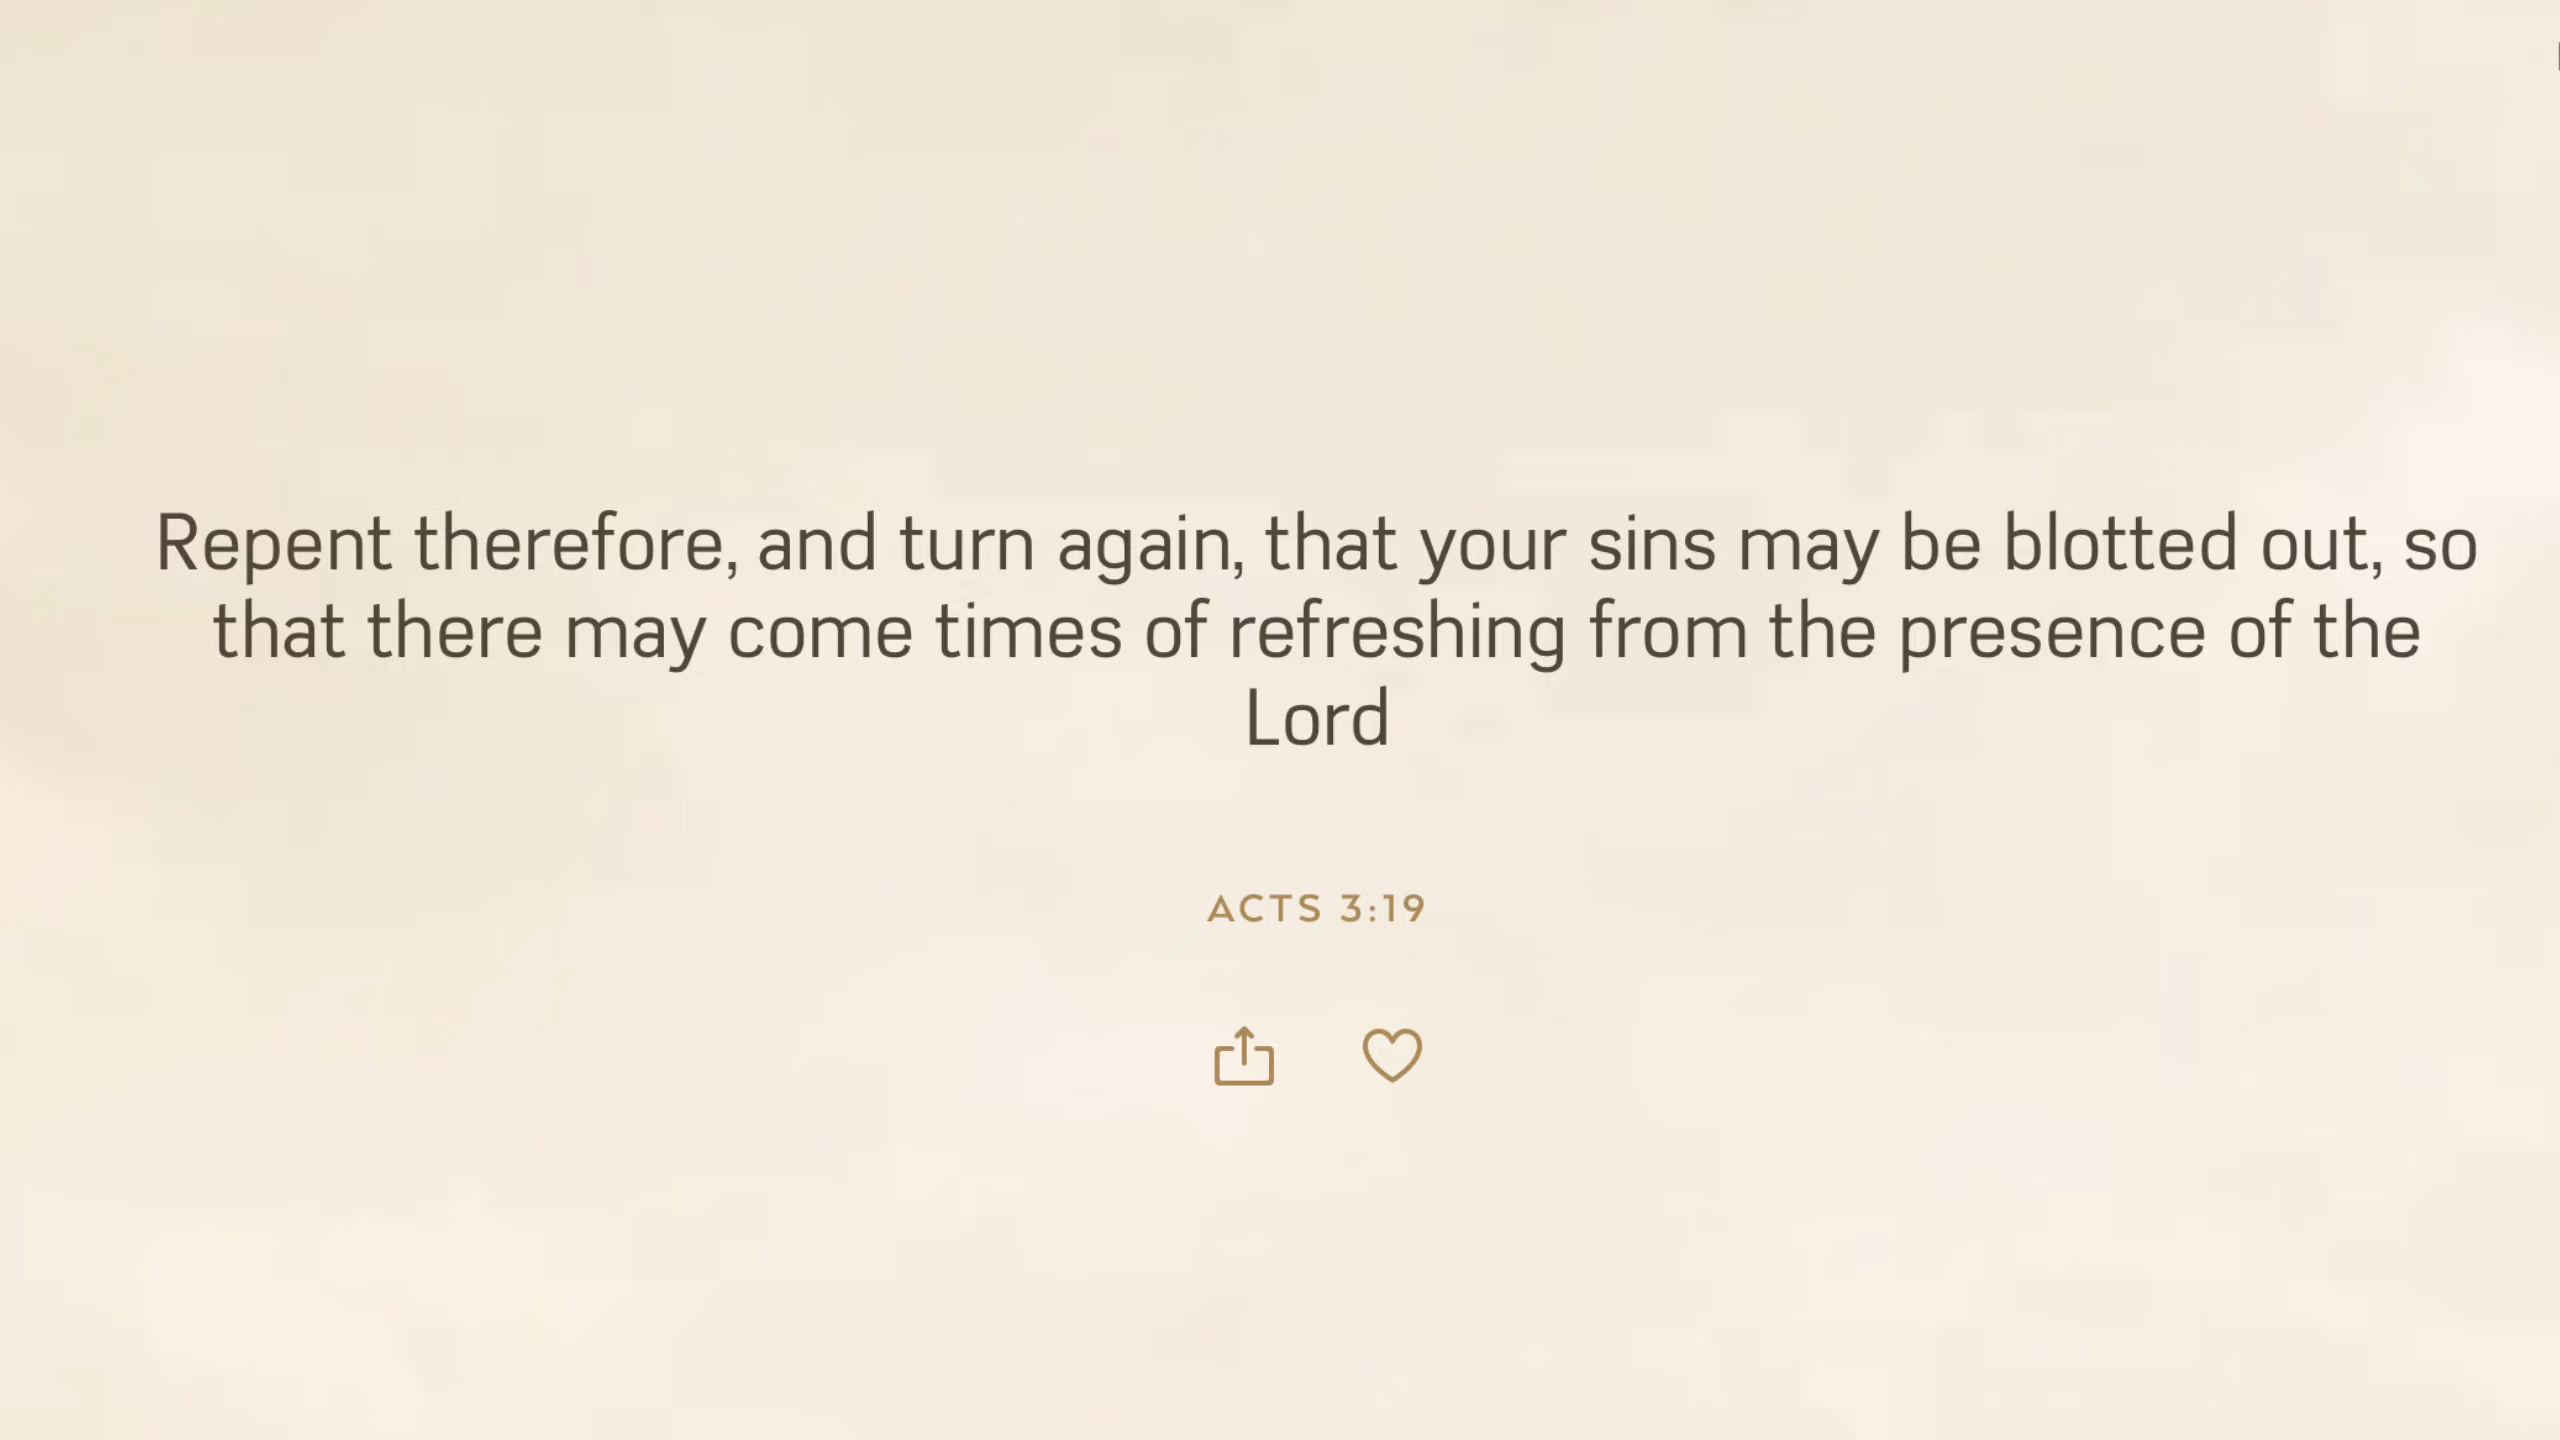 Repent therefore, and turn again, that your sins may be blotted out, so
that there may come times of refreshing from the presence of the
Lord
ACTS 3:19